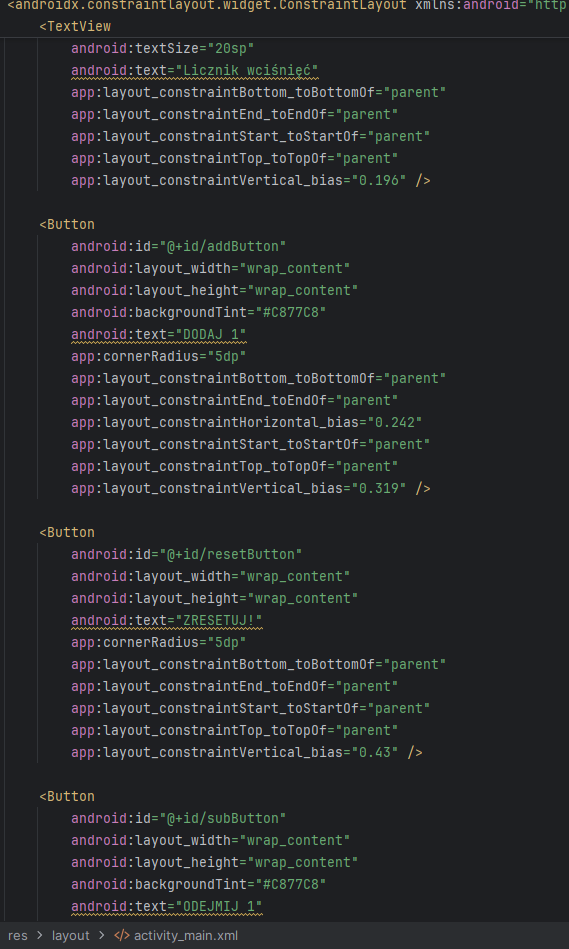 <androidx.constraintlayout.widget.ConstraintLayout xmlns:android="http
<TextView
android:textSize="20sp"
android:text="Licznik wciśnięć"
app:layout_constraintBottom_toBottomOf="parent"
app:layout_constraintEnd_toEndOf="parent"
app:layout_constraintStart_toStartOf="parent"
app:layout_constraintTop_toTopOf="parent"
app:layout_constraintVertical_bias="0.196" />
<Button
android:id="@+id/addButton"
android:layout_width="wrap_content"
android:layout_height="wrap_content"
android:backgroundTint="#C877C8"
android:text="DODAJ 1"
app:cornerRadius="5dp"
app:layout_constraintBottom_toBottomOf="parent"
app:layout_constraintEnd_toEndOf="parent"
app:layout_constraintHorizontal_bias="0.242"
app:layout_constraintStart_toStartOf="parent"
app:layout_constraintTop_toTopOf="parent"
app:layout_constraintVertical_bias="0.319" />
<Button
android:id="@+id/resetButton"
android:layout_width="wrap_content"
android:layout_height="wrap_content"
android:text="ZRESETUJ!"
app:cornerRadius="5dp"
app:layout_constraintBottom_toBottomOf="parent"
app:layout_constraintEnd_toEndOf="parent"
app:layout_constraintStart_toStartOf="parent"
app:layout_constraintTop_toTopOf="parent"
app:layout_constraintVertical_bias="0.43" />
<Button
android:id="@+id/subButton"
android:layout_width="wrap_content"
android:layout_height="wrap_content"
android:backgroundTint="#C877C8"
android:text="ODEJMIJ 1"
res > layout > </> activity_main.xml